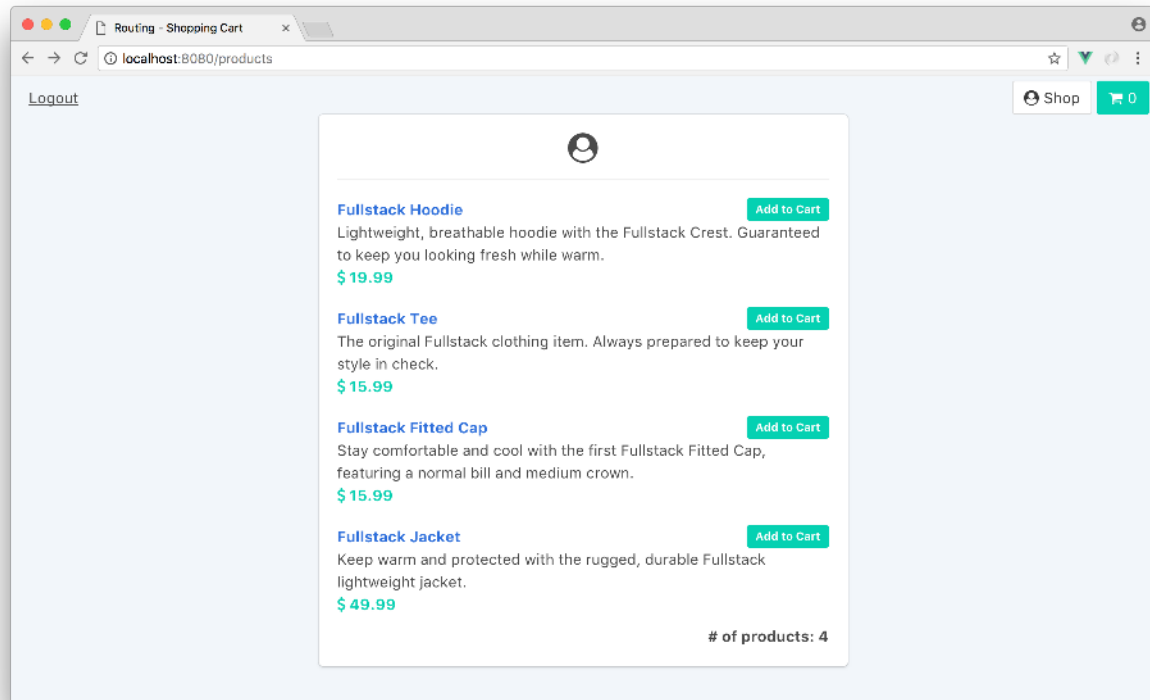 Routing - Shopping Cart
localhost:8080/products
Logout
Shop
0
Fullstack Hoodie
Add to Cart
Lightweight, breathable hoodie with the Fullstack Crest. Guaranteed
to keep you looking fresh while warm.
$ 19.99
Fullstack Tee
Add to Cart
The original Fullstack clothing item. Always prepared to keep your
style in check.
$ 15.99
Fullstack Fitted Cap
Add to Cart
Stay comfortable and cool with the first Fullstack Fitted Cap,
featuring a normal bill and medium crown.
$ 15.99
Fullstack Jacket
Add to Cart
Keep warm and protected with the rugged, durable Fullstack
lightweight jacket.
$ 49.99
# of products: 4